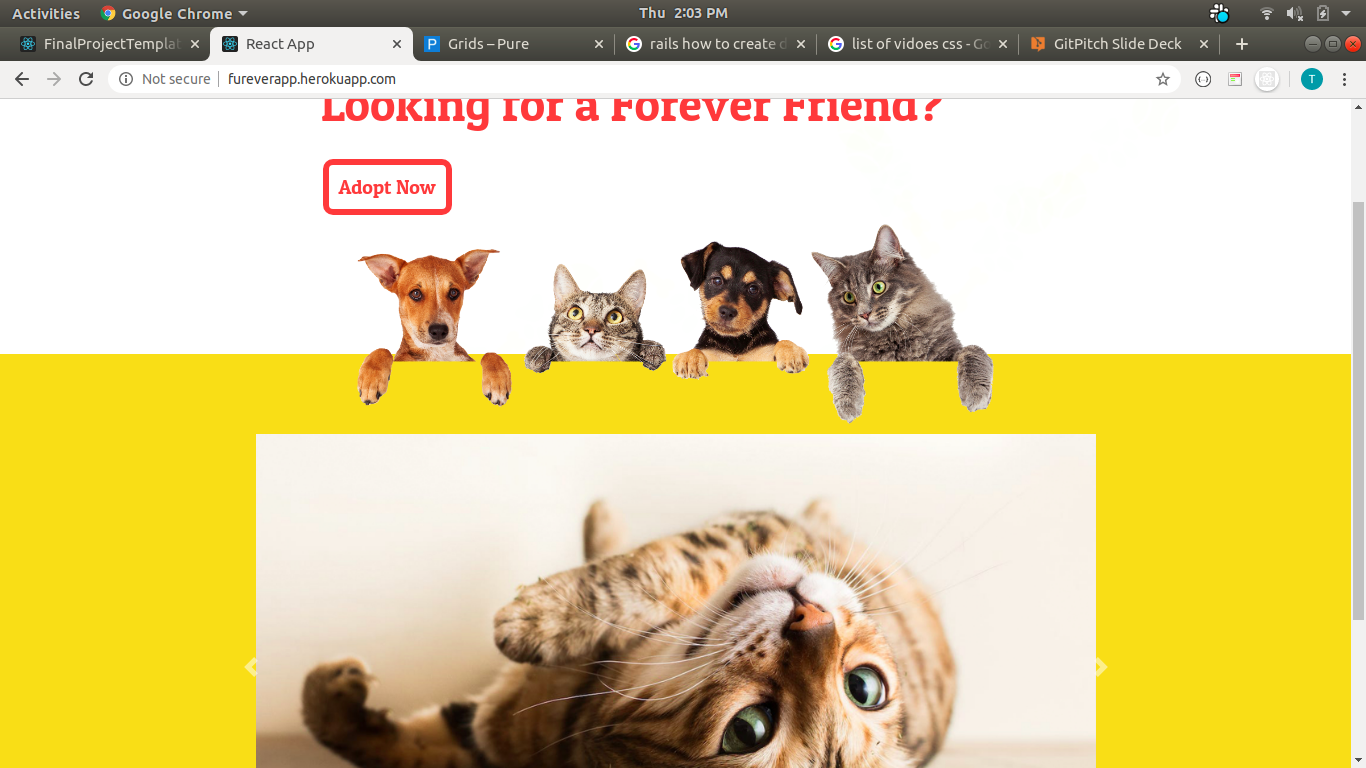 Activities Google Chrome Thu 2:03 PM
FinalProjectTemplat React App Grids – Pure rails how to create d list of vidoes css - Go GitPitch Slide Deck
Not secure fureverapp.herokuapp.com T
Looking for a Forever Friend?
Adopt Now